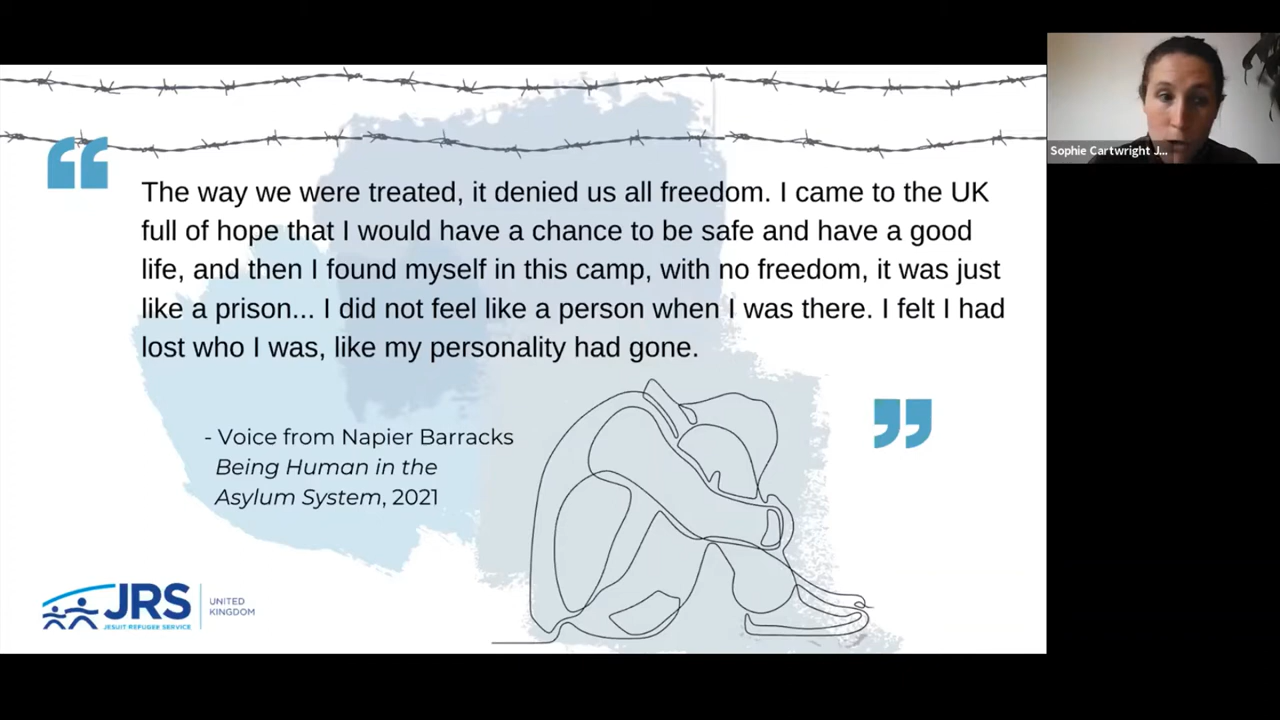 Sophie Cartwright J...
“
The way we were treated, it denied us all freedom. I came to the UK
full of hope that I would have a chance to be safe and have a good
life, and then I found myself in this camp, with no freedom, it was just
like a prison... I did not feel like a person when I was there. I felt I had
lost who I was, like my personality had gone.
”
- Voice from Napier Barracks
Being Human in the
Asylum System, 2021
JRS
JESUIT REFUGEE SERVICE
UNITED
KINGDOM